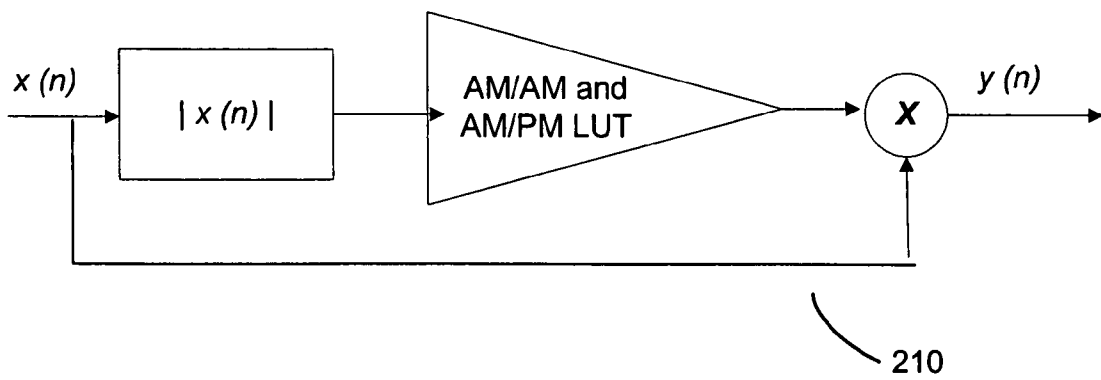 x (n)
| x (n) |
AM/AM and
AM/PM LUT
X
y (n)
210